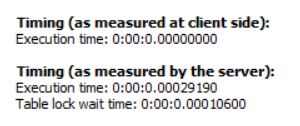 Timing (as measured at client side):
Execution time: 0:00:0.00000000
Timing (as measured by the server):
Execution time: 0:00:0.00029190
Table lock wait time: 0:00:0.00010600